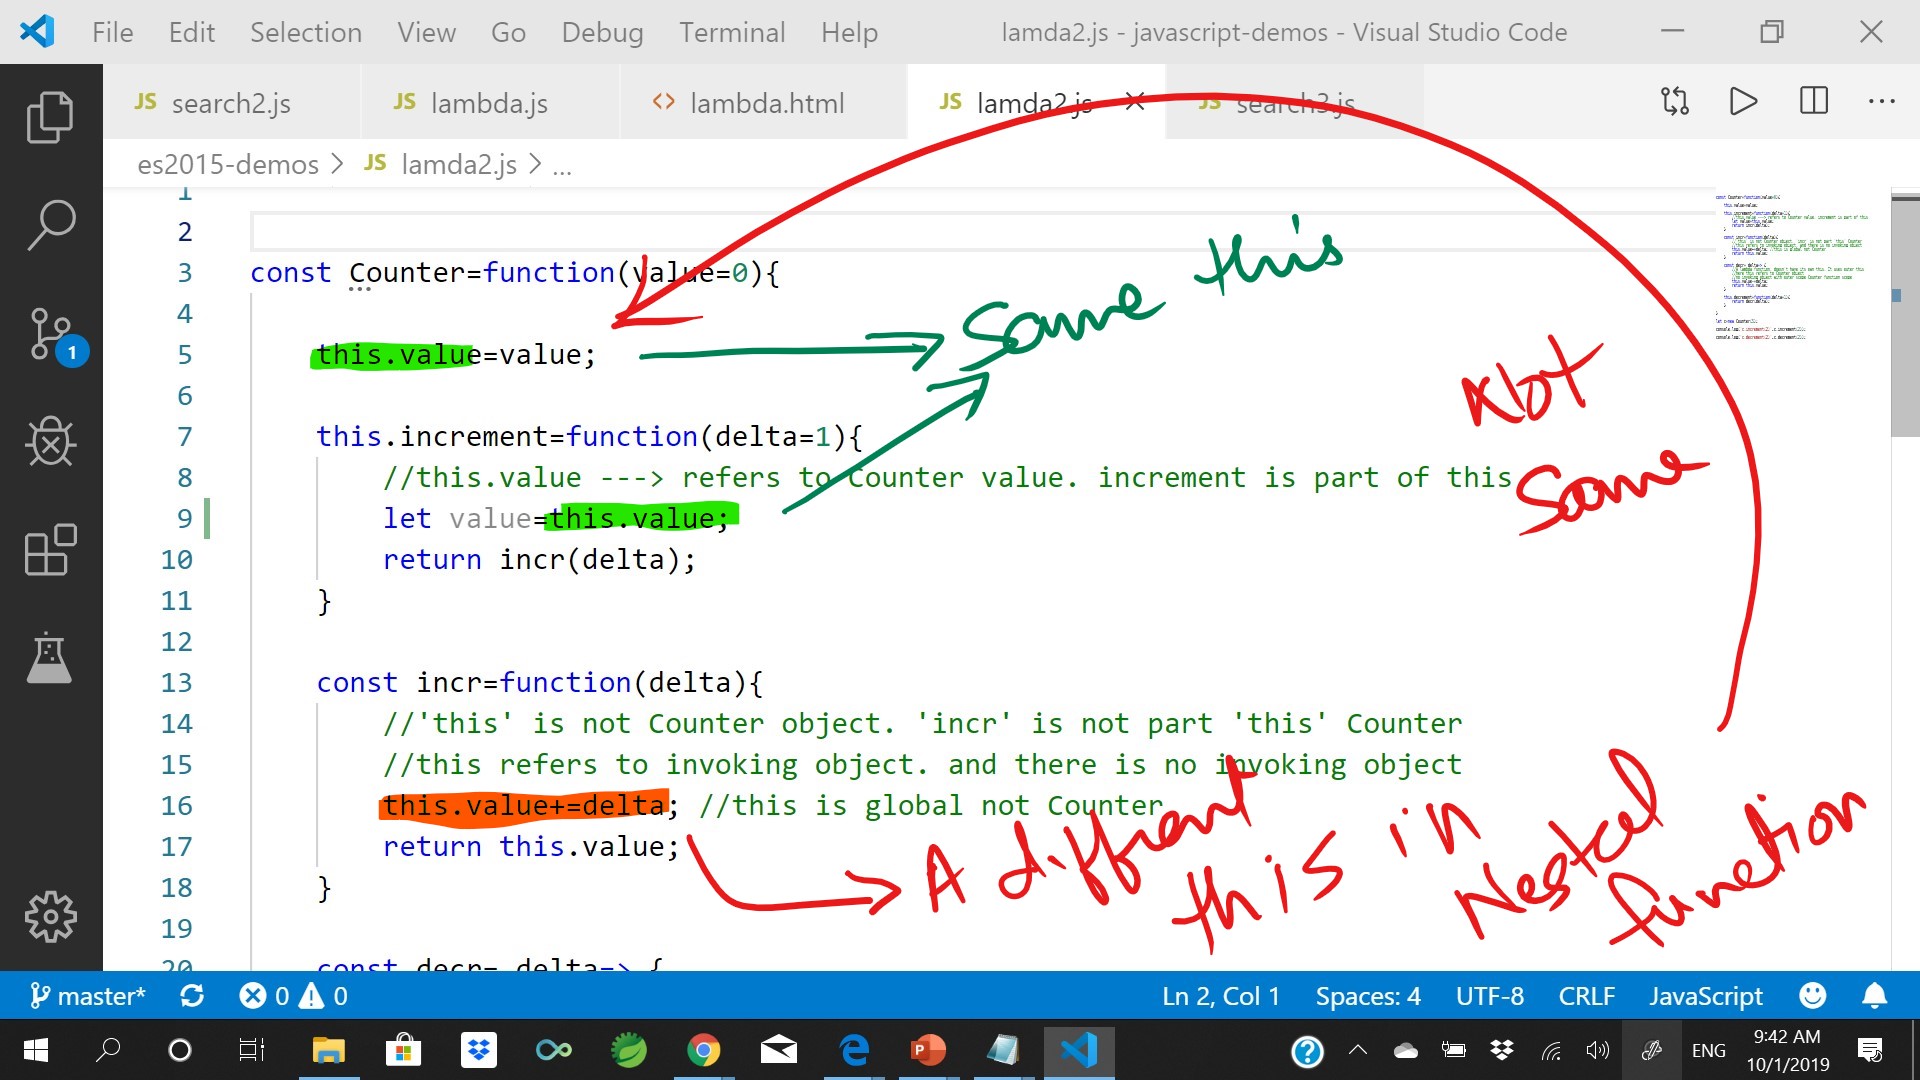 File Edit Selection View Go Debug Terminal Help lamda2.js - javascript-demos - Visual Studio Code
JS search2.js JS lambda.js <> lambda.html JS lamda2.js JS search3.js
es2015-demos > JS lamda2.js > ...
1
2
3 const Counter=function(value=0){
4
5 this.value=value;
6
7 this.increment=function(delta=1){
8 //this.value ---> refers to Counter value. increment is part of this
9 let value=this.value;
10 return incr(delta);
11 }
12
13 const incr=function(delta){
14 //'this' is not Counter object. 'incr' is not part 'this' Counter
15 //this refers to invoking object. and there is no invoking object
16 this.value+=delta; //this is global not Counter
17 return this.value;
18 }
19
20 const decr= delta=> {
Same this
Not
Same
A diffrent
this in
Nested
function
1
master* 0 0 Ln 2, Col 1 Spaces: 4 UTF-8 CRLF JavaScript
ENG 9:42 AM
10/1/2019